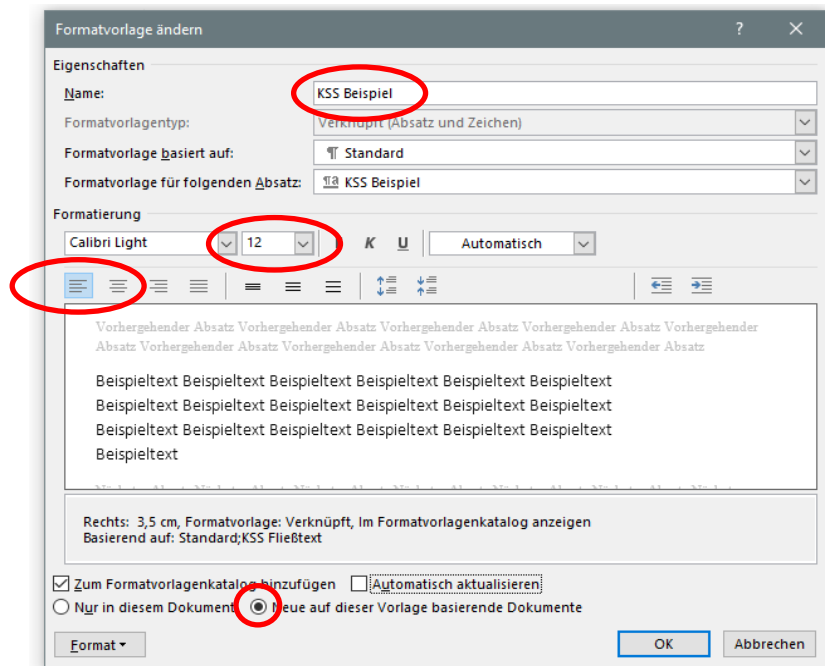 Formatvorlage ändern ? ×
Eigenschaften
Name: KSS Beispiel
Formatvorlagentyp: Verknüpft (Absatz und Zeichen)
Formatvorlage basiert auf: Standard
Formatvorlage für folgenden Absatz: KSS Beispiel
Formatierung
Calibri Light 12 K U Automatisch
Vorhergehender Absatz Vorhergehender Absatz Vorhergehender Absatz Vorhergehender Absatz Vorhergehender
Absatz Vorhergehender Absatz Vorhergehender Absatz Vorhergehender Absatz Vorhergehender Absatz
Beispieltext Beispieltext Beispieltext Beispieltext Beispieltext Beispieltext
Beispieltext Beispieltext Beispieltext Beispieltext Beispieltext Beispieltext
Beispieltext Beispieltext Beispieltext Beispieltext Beispieltext Beispieltext
Beispieltext
Rechts: 3,5 cm, Formatvorlage: Verknüpft, Im Formatvorlagenkatalog anzeigen
Basierend auf: Standard;KSS Fließtext
Zum Formatvorlagenkatalog hinzufügen Automatisch aktualisieren
Nur in diesem Dokument Neue auf dieser Vorlage basierende Dokumente
Format OK Abbrechen